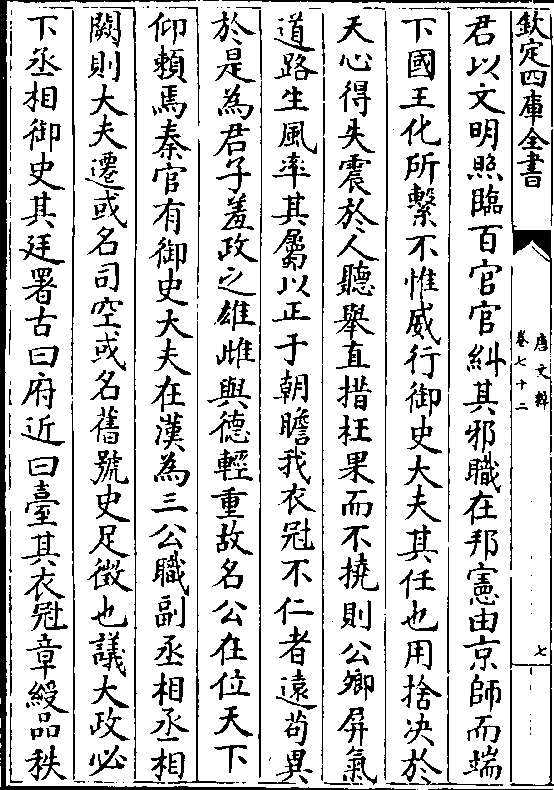 欽定四庫全書
唐文粹
卷七十二
七
君以文明照臨百官官糾其邪職在邦憲由京師而端
下國王化所繫不惟威行御史大夫其任也用捨決於
天心得失震於人聽舉直措枉果而不撓則公卿屏氣
道路生風率其屬以正于朝瞻我衣冠不仁者遠苟異
於是為君子羞政之雄雌與德輕重故名公在位天下
仰賴焉秦官有御史大夫在漢為三公職副丞相丞相
闕則大夫遷或名司空或名舊號史足徵也議大政必
下丞相御史其廷署古曰府近曰臺其衣冠章綬品秩